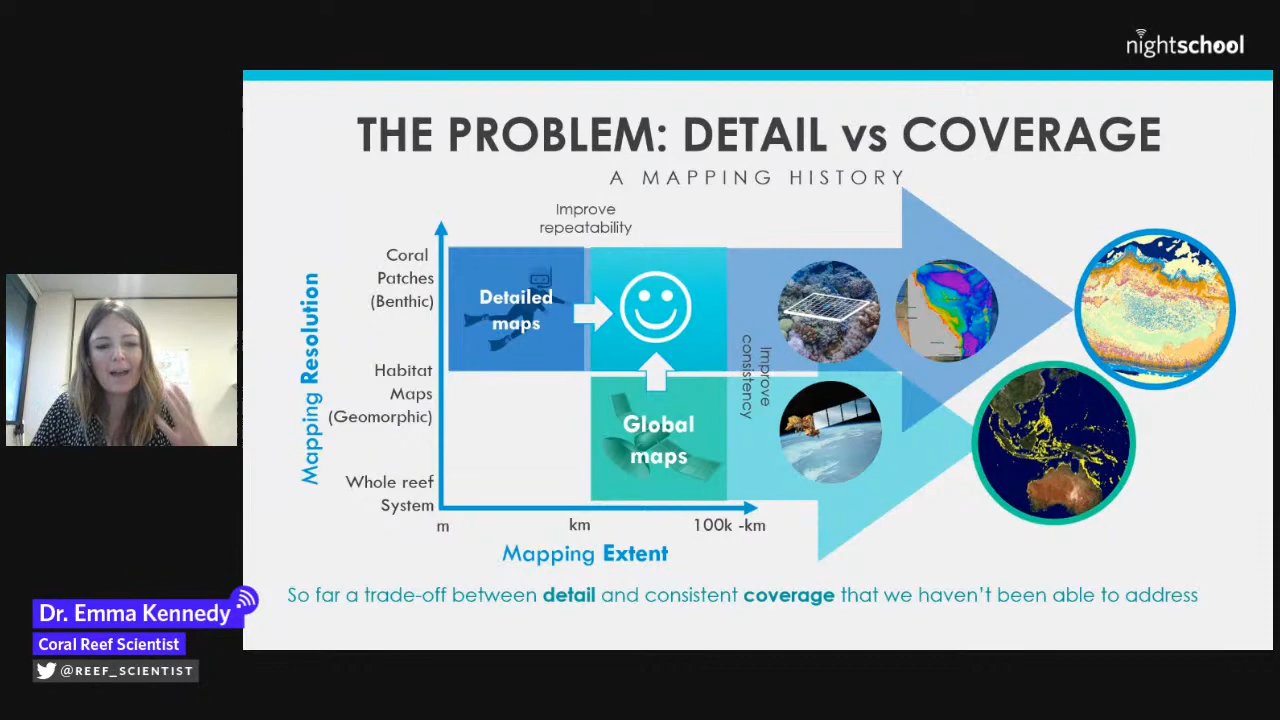 nightschool
THE PROBLEM: DETAIL vs COVERAGE
A MAPPING HISTORY
Improve
repeatability
Mapping Resolution
Coral
Patches
(Benthic)
Habitat
Maps
(Geomorphic)
Whole reef
System
Detailed
maps
Global
maps
Improve
consistency
m
km
100k -km
Mapping Extent
So far a trade-off between detail and consistent coverage that we haven't been able to address
Dr. Emma Kennedy
Coral Reef Scientist
@REEF_SCIENTIST